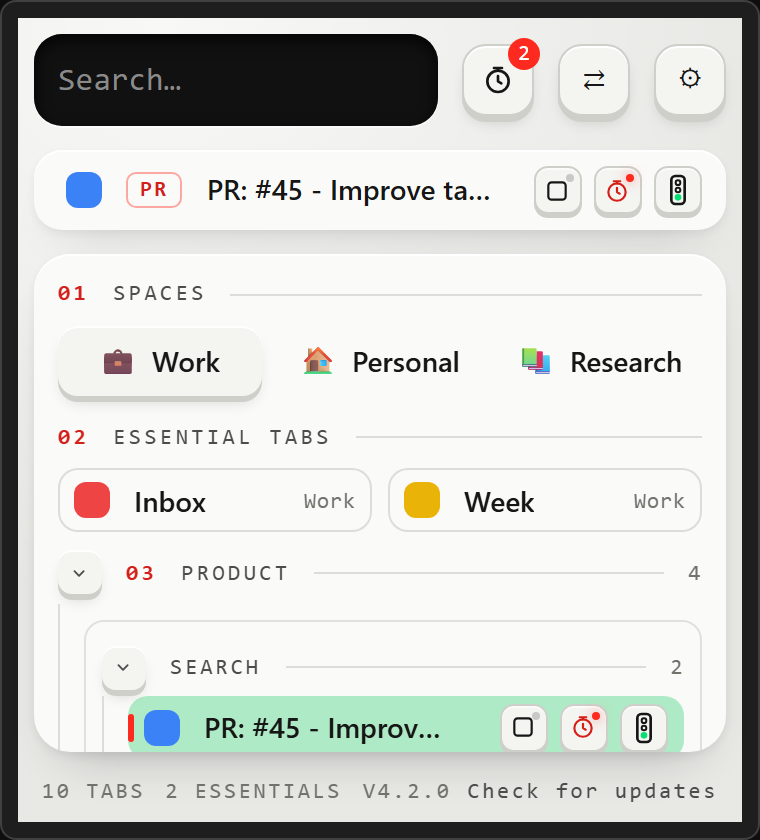 Search…
2
PR PR: #45 - Improve ta…
01 SPACES
Work Personal Research
02 ESSENTIAL TABS
Inbox Work Week Work
03 PRODUCT 4
SEARCH 2
PR: #45 - Improv…
10 TABS 2 ESSENTIALS V4.2.0 Check for updates